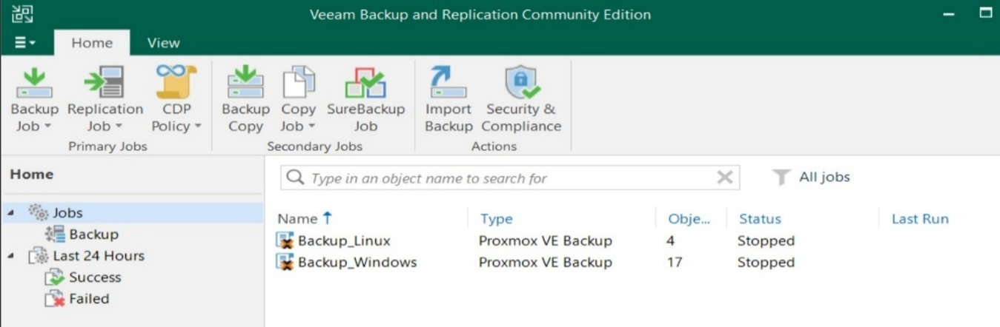 Veeam Backup and Replication Community Edition
Home View
Backup Job Replication Job CDP Policy Backup Copy Copy Job SureBackup Job Import Backup Security & Compliance
Primary Jobs Secondary Jobs Actions
Home
Type in an object name to search for All jobs
Jobs
Backup
Last 24 Hours
Success
Failed
Name Type Obje... Status Last Run
Backup_Linux Proxmox VE Backup 4 Stopped
Backup_Windows Proxmox VE Backup 17 Stopped